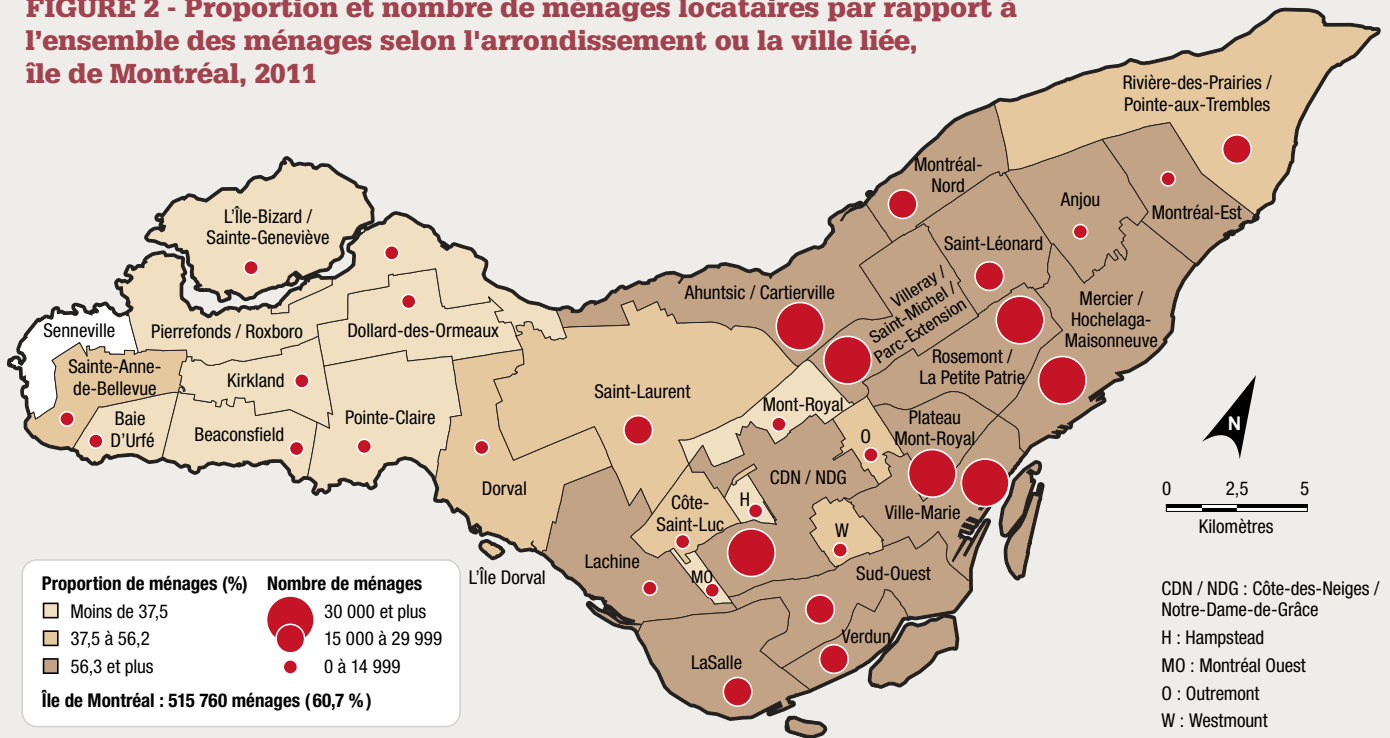 FIGURE 2 - Proportion et nombre de ménages locataires par rapport à
l’ensemble des ménages selon l'arrondissement ou la ville liée,
île de Montréal, 2011
Rivière-des-Prairies /
Pointe-aux-Trembles
Montréal-
Nord
Anjou
Montréal-Est
L’Île-Bizard /
Sainte-Geneviève
Saint-Léonard
Ahuntsic / Cartierville
Villeray /
Saint-Michel /
Parc-Extension
Mercier /
Hochelaga-
Maisonneuve
Senneville
Pierrefonds / Roxboro
Dollard-des-Ormeaux
Rosemont /
La Petite Patrie
Sainte-Anne-
de-Bellevue
Kirkland
Saint-Laurent
Mont-Royal
Baie
D’Urfé
Beaconsfield
Pointe-Claire
Plateau
Mont-Royal
O
N
CDN / NDG
Dorval
Côte-
Saint-Luc
H
Ville-Marie
W
0 2,5 5
Kilomètres
L’Île Dorval
Lachine
MO
Sud-Ouest
Verdun
LaSalle
Proportion de ménages (%)
Moins de 37,5
37,5 à 56,2
56,3 et plus
Nombre de ménages
30 000 et plus
15 000 à 29 999
0 à 14 999
Île de Montréal : 515 760 ménages (60,7 %)
CDN / NDG : Côte-des-Neiges /
Notre-Dame-de-Grâce
H : Hampstead
MO : Montréal Ouest
O : Outremont
W : Westmount